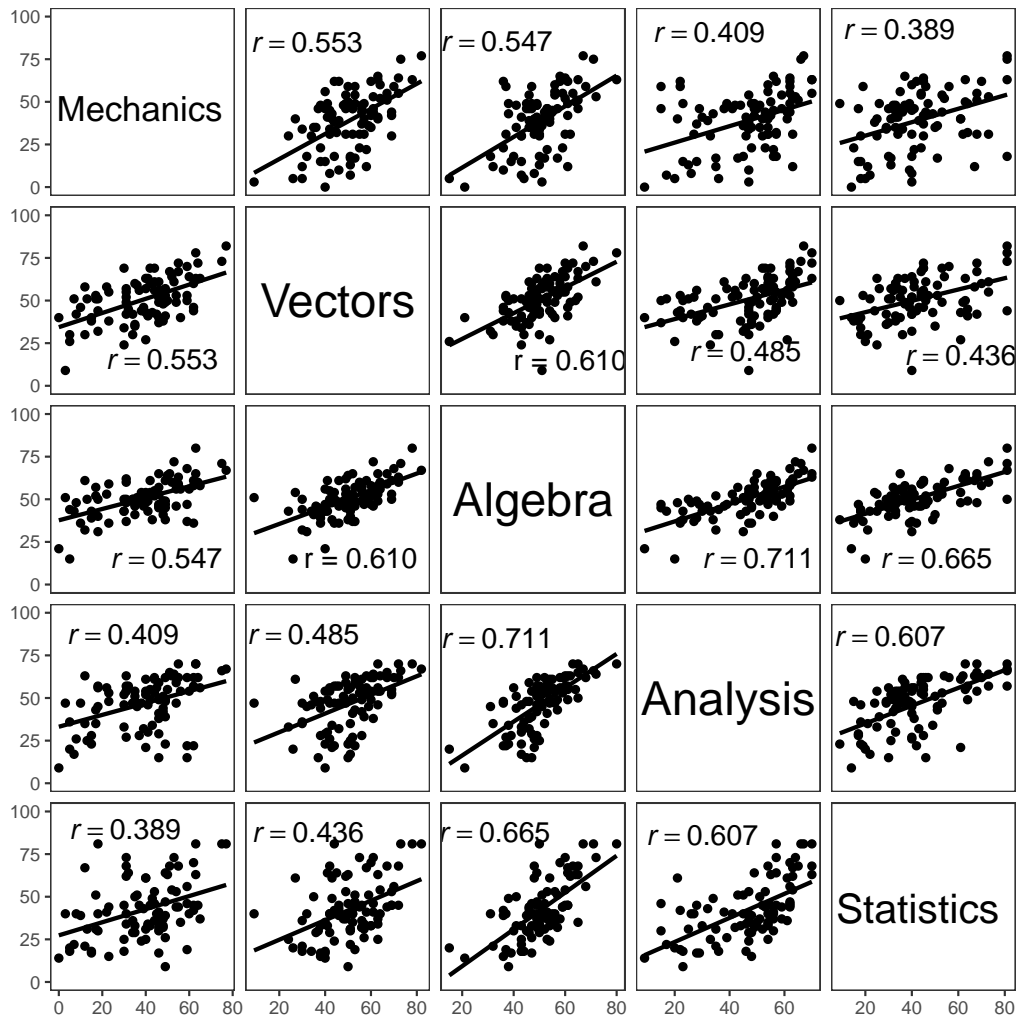 100
75
50
25
0
Mechanics
r = 0.553
r = 0.547
r = 0.409
r = 0.389
100
75
50
25
0
r = 0.553
Vectors
r = 0.610
r = 0.485
r = 0.436
100
75
50
25
0
r = 0.547
r = 0.610
Algebra
r = 0.711
r = 0.665
100
75
50
25
0
r = 0.409
r = 0.485
r = 0.711
Analysis
r = 0.607
100
75
50
25
0
r = 0.389
r = 0.436
r = 0.665
r = 0.607
Statistics
0 20 40 60 80
20 40 60 80
20 40 60 80
20 40 60
20 40 60 80